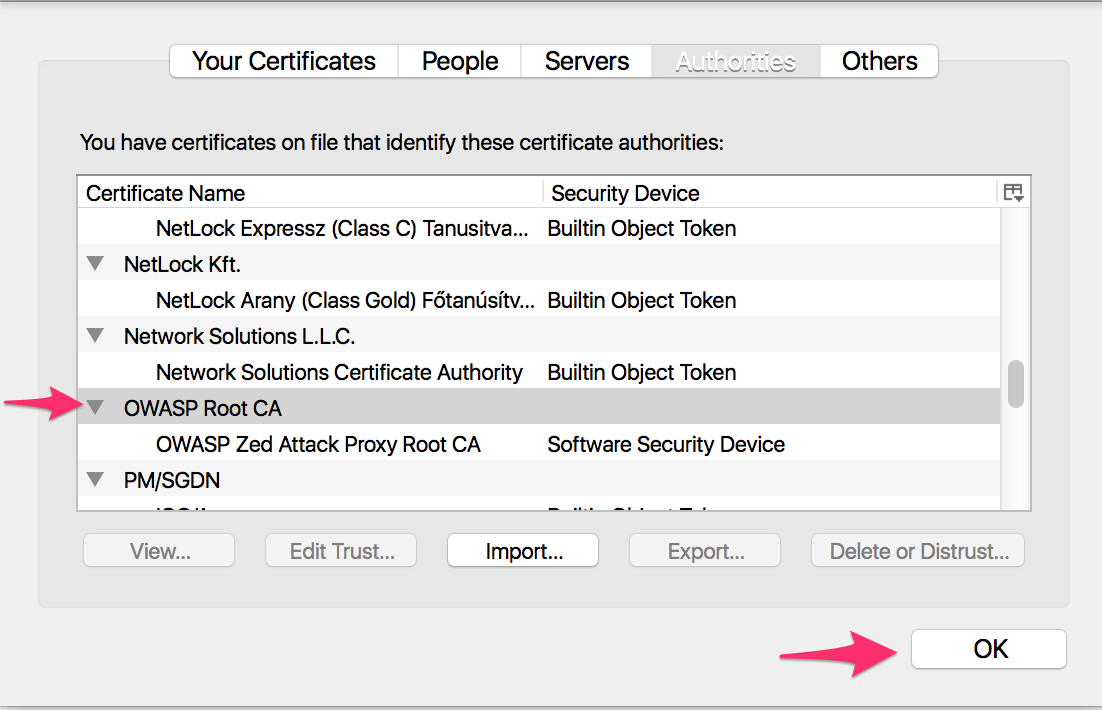 Your Certificates People Servers Authorities Others
You have certificates on file that identify these certificate authorities:
Certificate Name Security Device
NetLock Expressz (Class C) Tanusitva... Builtin Object Token
NetLock Kft.
NetLock Arany (Class Gold) Főtanúsítv... Builtin Object Token
Network Solutions L.L.C.
Network Solutions Certificate Authority Builtin Object Token
OWASP Root CA
OWASP Zed Attack Proxy Root CA Software Security Device
PM/SGDN
View... Edit Trust... Import... Export... Delete or Distrust...
OK